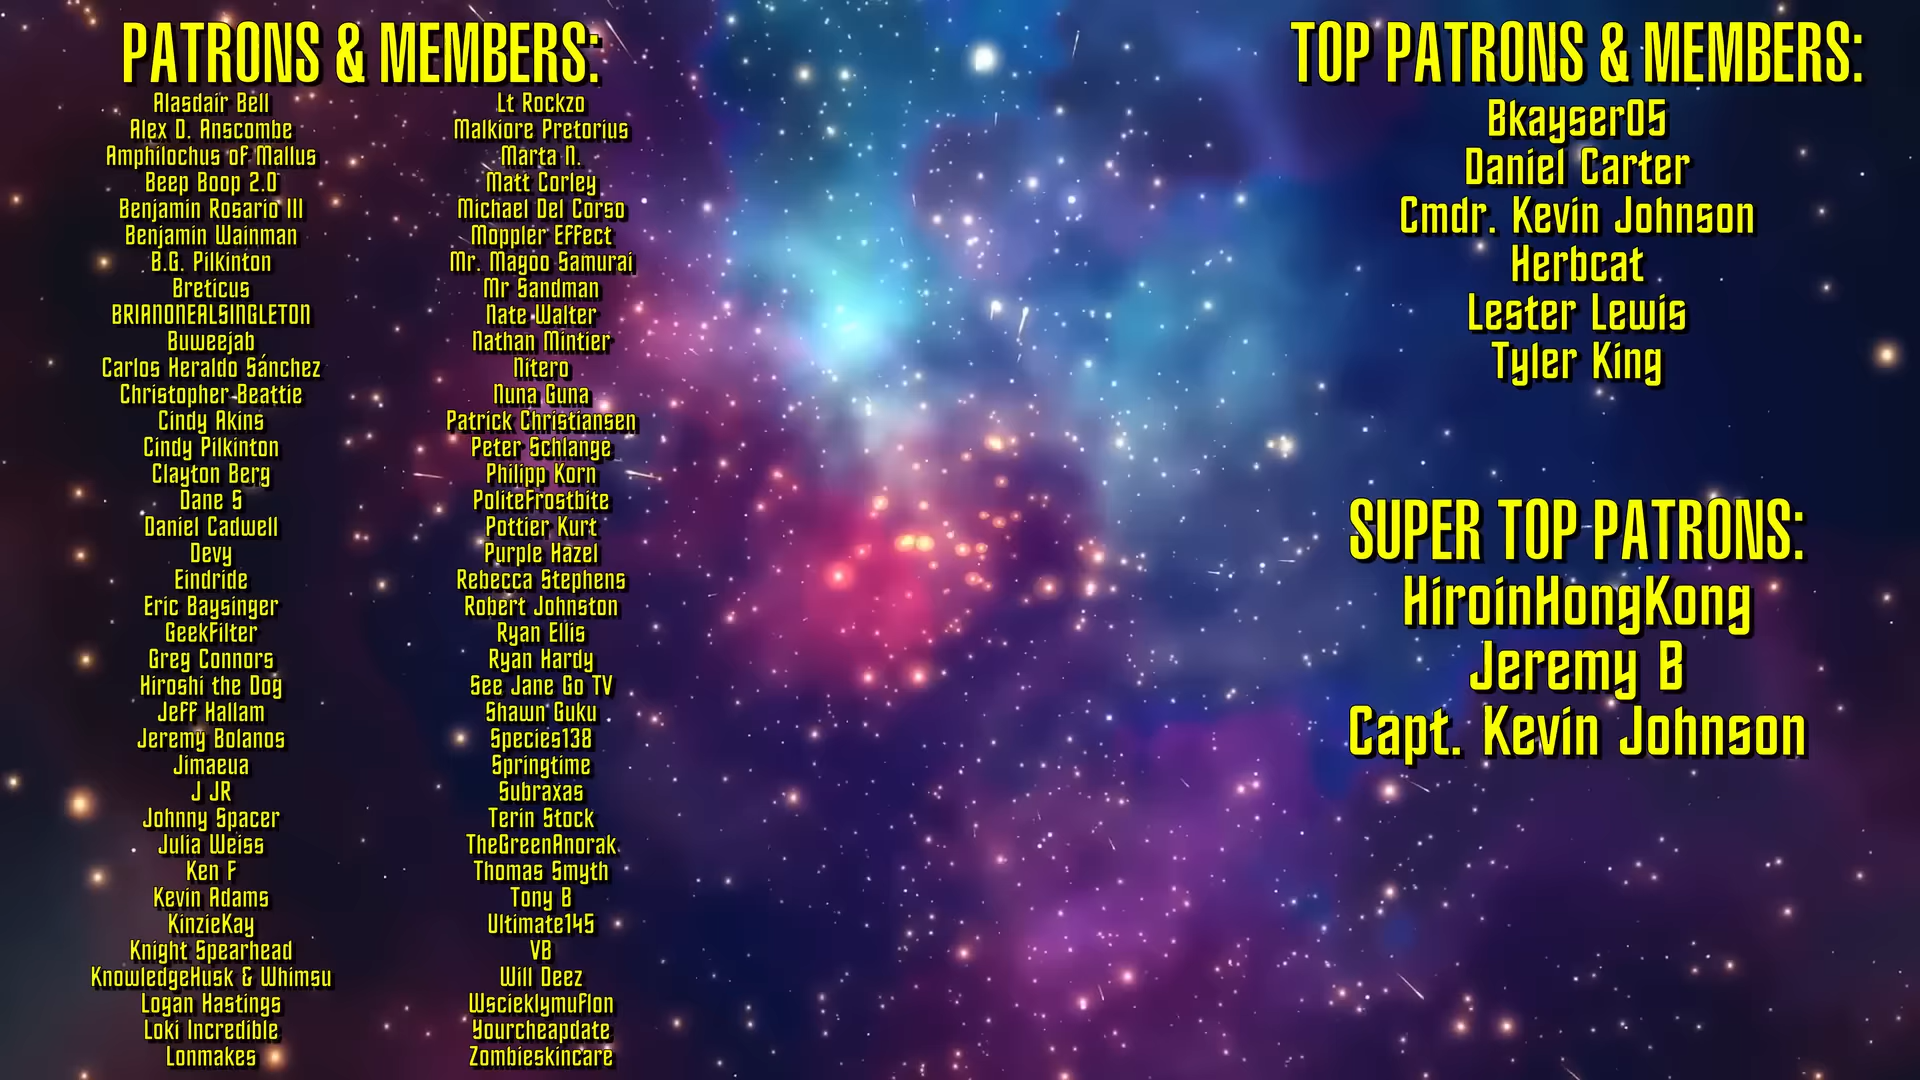 PATRONS & MEMBERS:
Alasdair Bell
Alex D. Anscombe
Amphilochus of Mallus
Beep Boop 2.0
Benjamin Rosario III
Benjamin Wainman
B.G. Pilkinton
Breticus
BRIANONEALSINGLETON
Buweejab
Carlos Heraldo Sánchez
Christopher Beattie
Cindy Akins
Cindy Pilkinton
Clayton Berg
Dane S
Daniel Cadwell
Devy
Eindride
Eric Baysinger
GeekFilter
Greg Connors
Hiroshi the Dog
Jeff Hallam
Jeremy Bolanos
Jimaeua
J JR
Johnny Spacer
Julia Weiss
Ken F
Kevin Adams
KinzieKay
Knight Spearhead
KnowledgeHusk & Whimsu
Logan Hastings
Loki Incredible
Lonmakes
Lt Rockzo
Malkiore Pretorius
Marta N.
Matt Corley
Michael Del Corso
Moppler Effect
Mr. Magoo Samurai
Mr Sandman
Nate Walter
Nathan Mintier
Nitero
Nuna Guna
Patrick Christiansen
Peter Schlange
Philipp Korn
PoliteFrostbite
Pottier Kurt
Purple Hazel
Rebecca Stephens
Robert Johnston
Ryan Ellis
Ryan Hardy
See Jane Go TV
Shawn Guku
Species138
Springtime
Subraxas
Terin Stock
TheGreenAnorak
Thomas Smyth
Tony B
Ultimate145
VB
Will Deez
Wscieklymuflon
Yourcheapdate
Zombieskincare
TOP PATRONS & MEMBERS:
Bkayser05
Daniel Carter
Cmdr. Kevin Johnson
Herbcat
Lester Lewis
Tyler King
SUPER TOP PATRONS:
HiroinHongKong
Jeremy B
Capt. Kevin Johnson